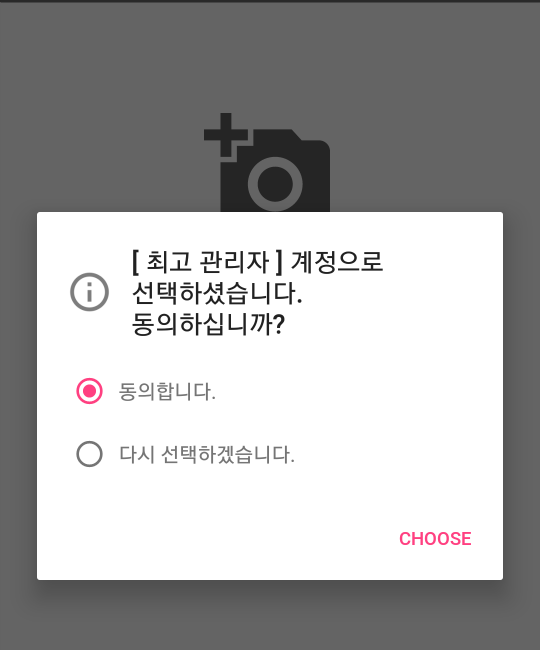 [ 최고 관리자 ] 계정으로
선택하셨습니다.
동의하십니까?
동의합니다.
다시 선택하겠습니다.
CHOOSE